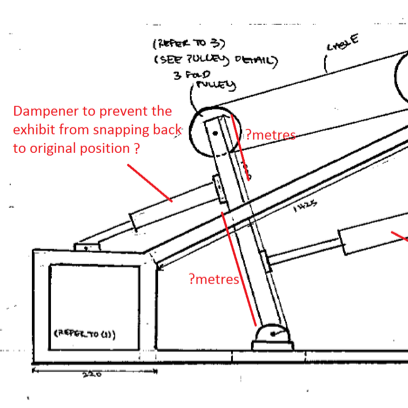 (REFER TO 3)
(SEE PULLEY DETAIL)
3 FOLD
PULLEY
CABLE
Dampener to prevent the
exhibit from snapping back
to original position ?
?metres
1425
?metres
(REFER TO (1))
220